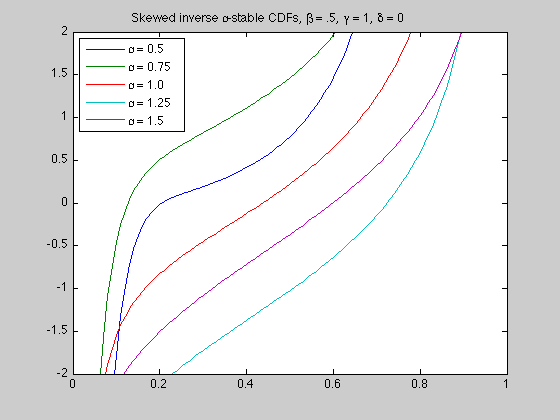 Skewed inverse α-stable CDFs, β = .5, γ = 1, δ = 0
2
1.5
1
0.5
0
-0.5
-1
-1.5
-2
α = 0.5
α = 0.75
α = 1.0
α = 1.25
α = 1.5
0 0.2 0.4 0.6 0.8 1